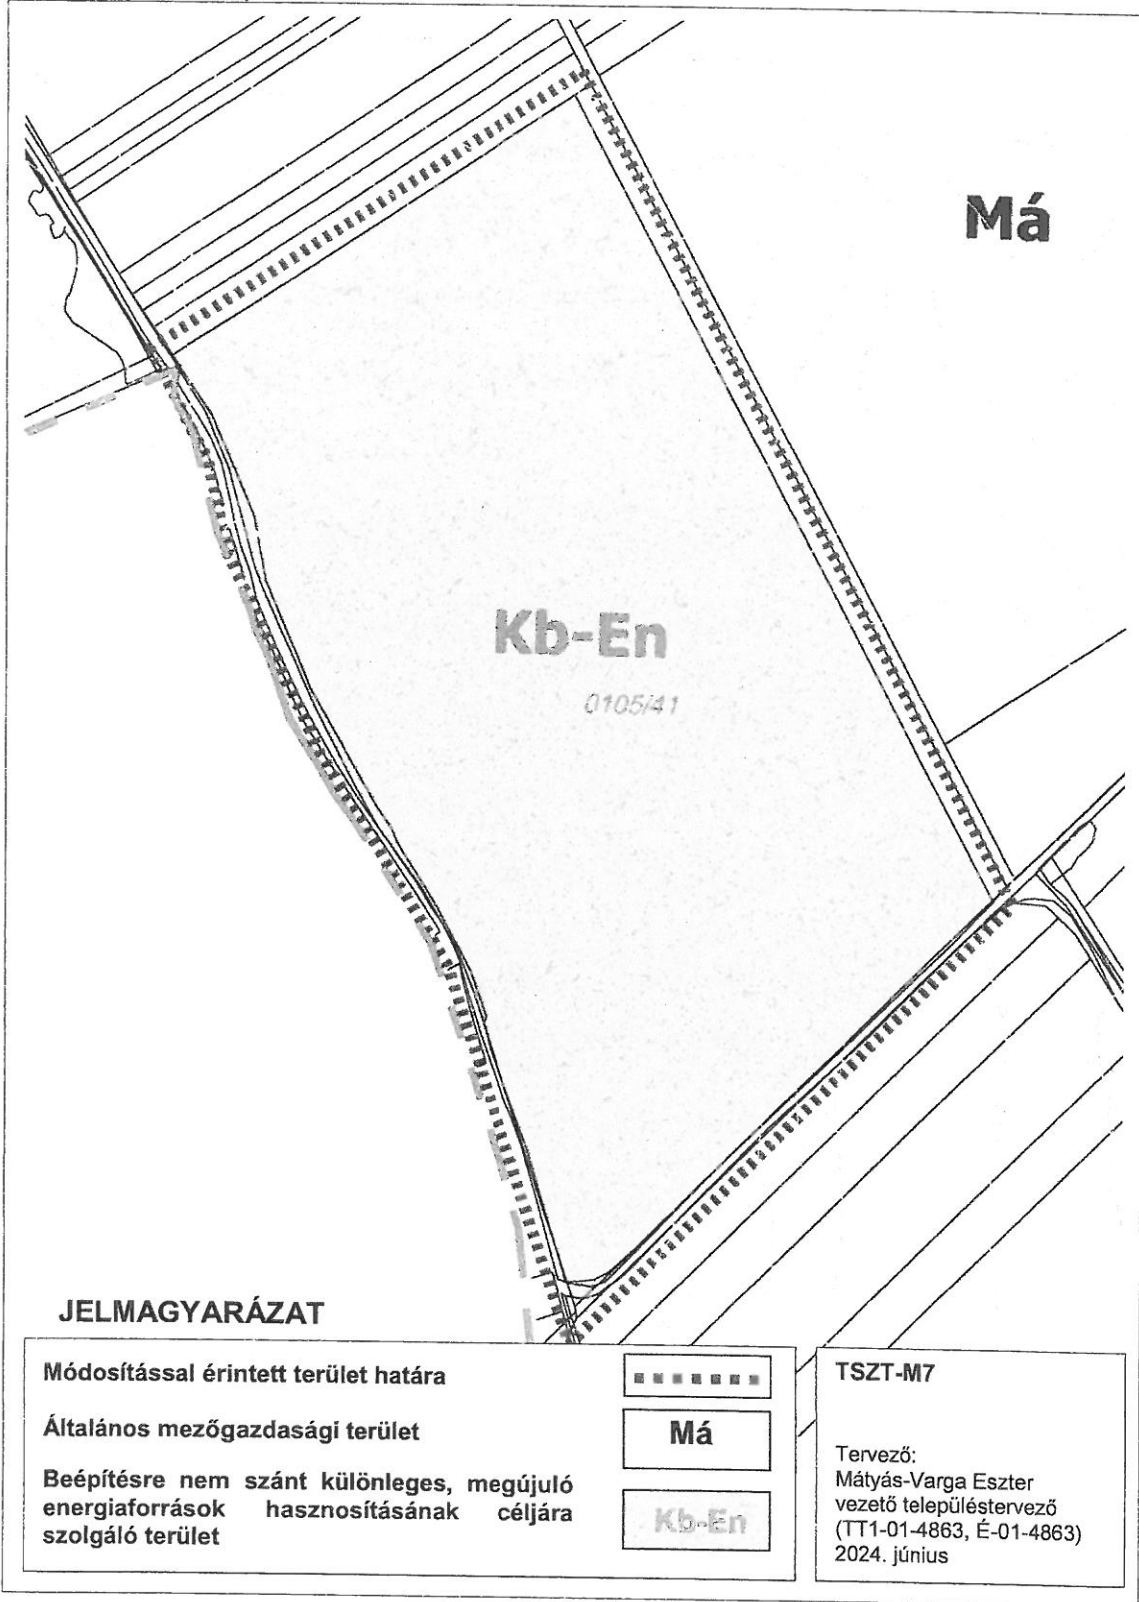 Má
Kb-En
0105/41
JELMAGYARÁZAT
Módosítással érintett terület határa
Általános mezőgazdasági terület
Má
Beépítésre nem szánt különleges, megújuló
energiaforrások hasznosításának céljára
szolgáló terület
Kb-En
TSZT-M7
Tervező:
Mátyás-Varga Eszter
vezető településtervező
(TT1-01-4863, É-01-4863)
2024. június